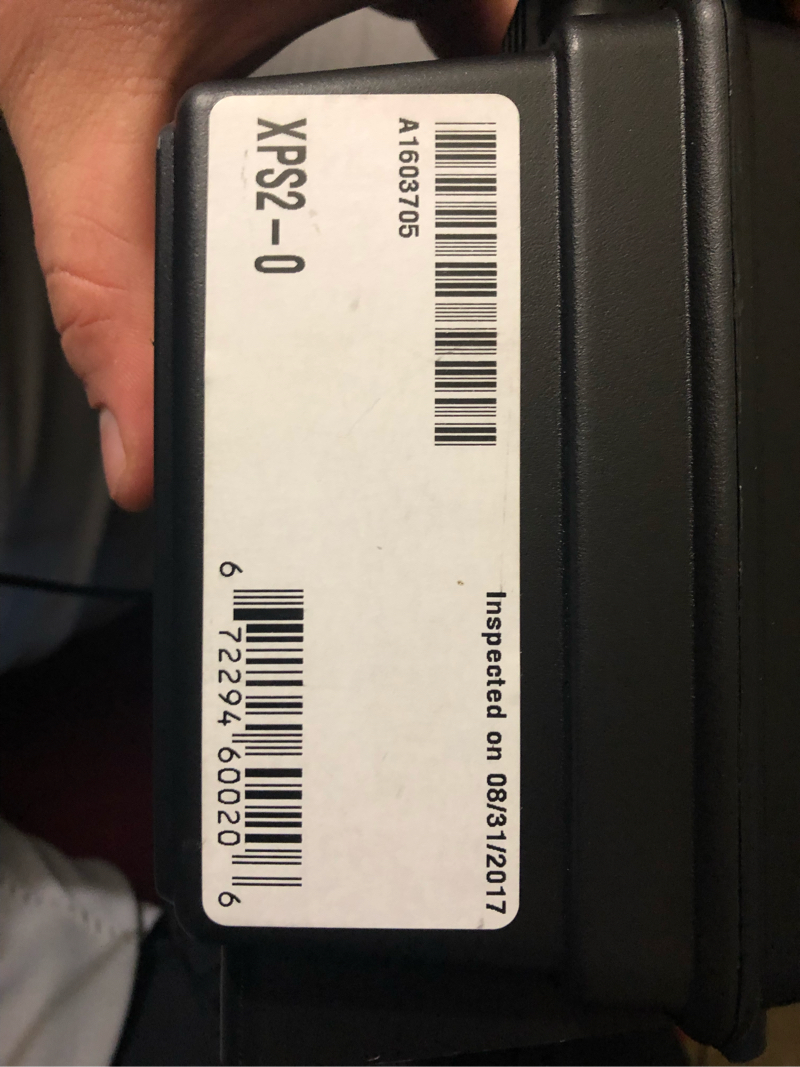 A1603705
XPS2-0
Inspected on 08/31/2017
6 72294 60020 6